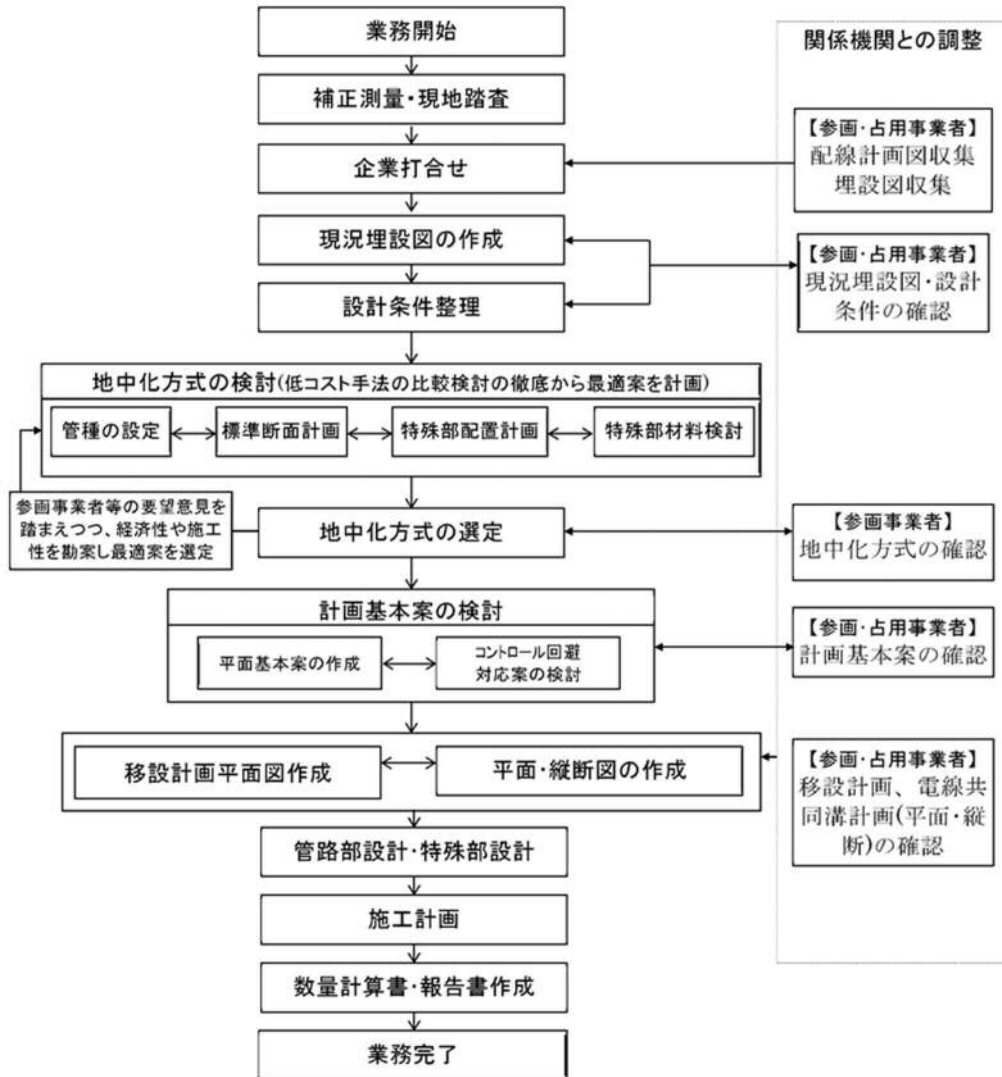 業務開始
補正測量・現地踏査
企業打合せ
現況埋設図の作成
設計条件整理
地中化方式の検討(低コスト手法の比較検討の徹底から最適案を計画)
管種の設定
標準断面計画
特殊部配置計画
特殊部材料検討
参画事業者等の要望意見を
踏まえつつ、経済性や施工
性を勘案し最適案を選定
地中化方式の選定
計画基本案の検討
平面基本案の作成
コントロール回避
対応案の検討
移設計画平面図作成
平面・縦断図の作成
管路部設計・特殊部設計
施工計画
数量計算書・報告書作成
業務完了
関係機関との調整
【参画・占用事業者】
配線計画図収集
埋設図収集
【参画・占用事業者】
現況埋設図・設計
条件の確認
【参画事業者】
地中化方式の確認
【参画・占用事業者】
計画基本案の確認
【参画・占用事業者】
移設計画、電線共
同溝計画(平面・縦
断)の確認